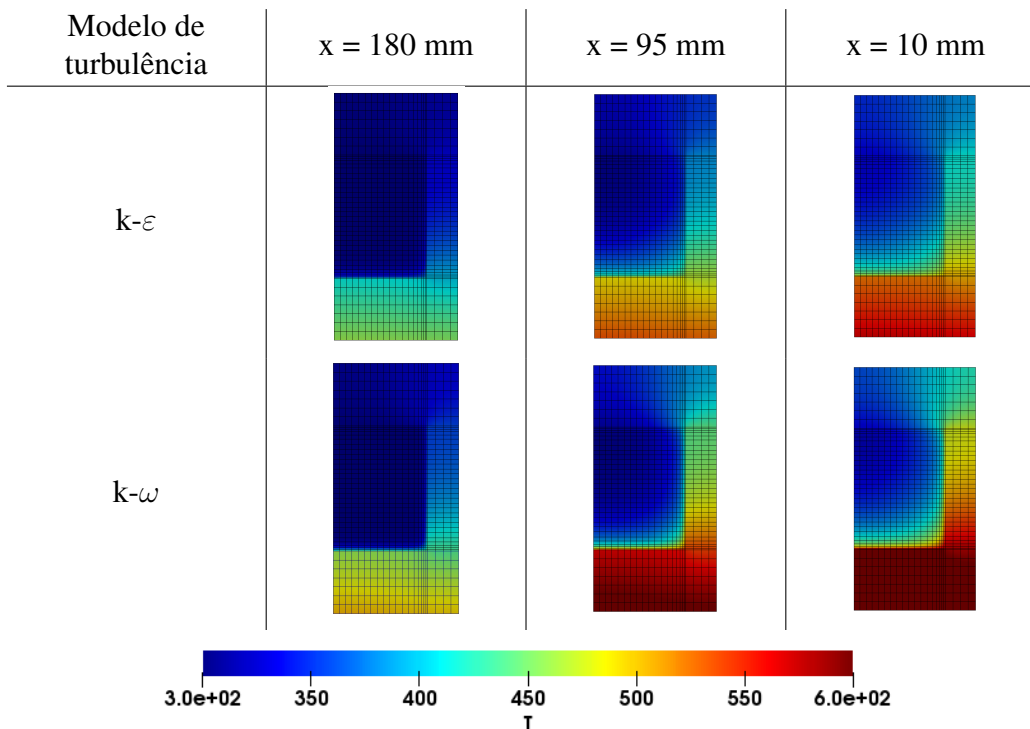 Modelo de
turbulência
x = 180 mm
x = 95 mm
x = 10 mm
k-ε
k-ω
3.0e+02 350 400 450 500 550 6.0e+02
T